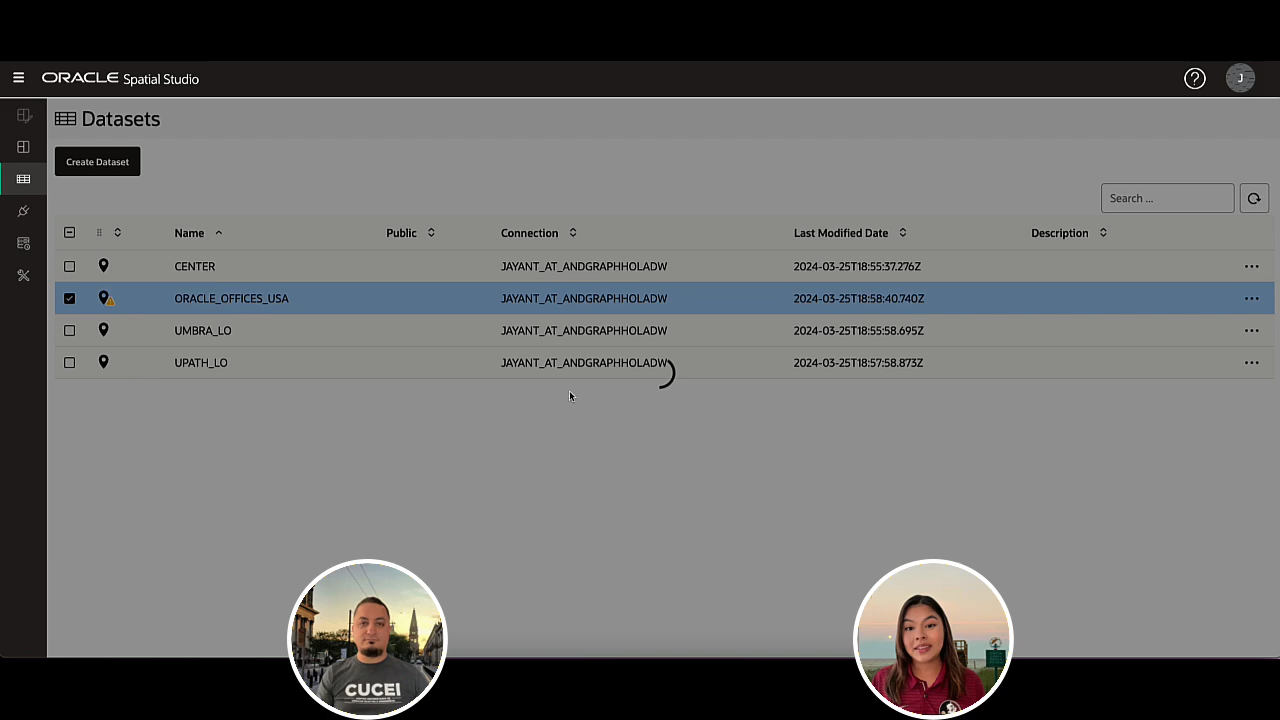 ORACLE Spatial Studio
J
Datasets
Create Dataset
Search ...
Name Public Connection Last Modified Date Description
CENTER JAYANT_AT_ANDGRAPHHOLADW 2024-03-25T18:55:37.276Z
ORACLE_OFFICES_USA JAYANT_AT_ANDGRAPHHOLADW 2024-03-25T18:58:40.740Z
UMBRA_LO JAYANT_AT_ANDGRAPHHOLADW 2024-03-25T18:55:58.695Z
UPATH_LO JAYANT_AT_ANDGRAPHHOLADW 2024-03-25T18:57:58.873Z
CUCEI